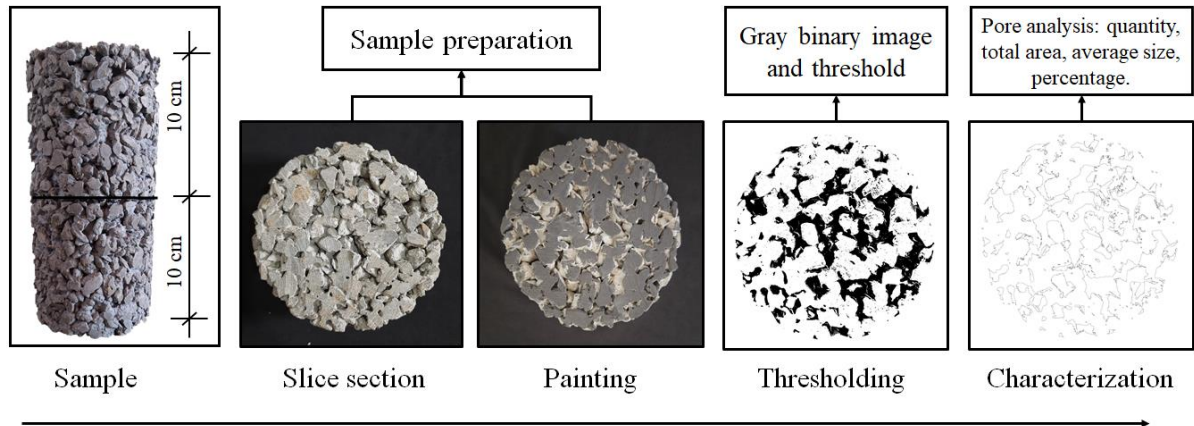 Sample preparation
Gray binary image
and threshold
Pore analysis: quantity,
total area, average size,
percentage.
10 cm
10 cm
Sample
Slice section
Painting
Thresholding
Characterization